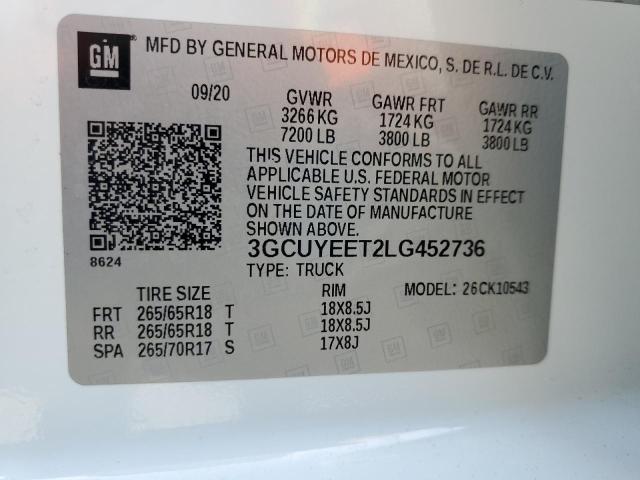 GM
MFD BY GENERAL MOTORS DE MEXICO, S. DE R.L. DE C.V.
09/20 GVWR GAWR FRT GAWR RR
3266 KG 1724 KG 1724 KG
7200 LB 3800 LB 3800 LB
THIS VEHICLE CONFORMS TO ALL
APPLICABLE U.S. FEDERAL MOTOR
VEHICLE SAFETY STANDARDS IN EFFECT
ON THE DATE OF MANUFACTURE
SHOWN ABOVE.
8624 3GCUYEET2LG452736
TYPE: TRUCK
TIRE SIZE RIM MODEL: 26CK10543
FRT 265/65R18 T 18X8.5J
RR 265/65R18 T 18X8.5J
SPA 265/70R17 S 17X8J